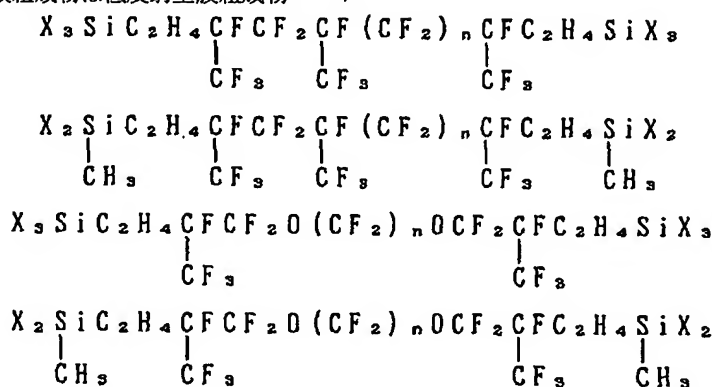 X₃SiC₂H₄CFCF₂CF(CF₂)ₙCFC₂H₄SiX₃
CF₃ CF₃ CF₃
X₂SiC₂H₄CFCF₂CF(CF₂)ₙCFC₂H₄SiX₂
CH₃ CF₃ CF₃ CF₃ CH₃
X₃SiC₂H₄CFCF₂O(CF₂)ₙOCF₂CFC₂H₄SiX₃
CF₃ CF₃
X₂SiC₂H₄CFCF₂O(CF₂)ₙOCF₂CFC₂H₄SiX₂
CH₃ CF₃ CF₃ CH₃